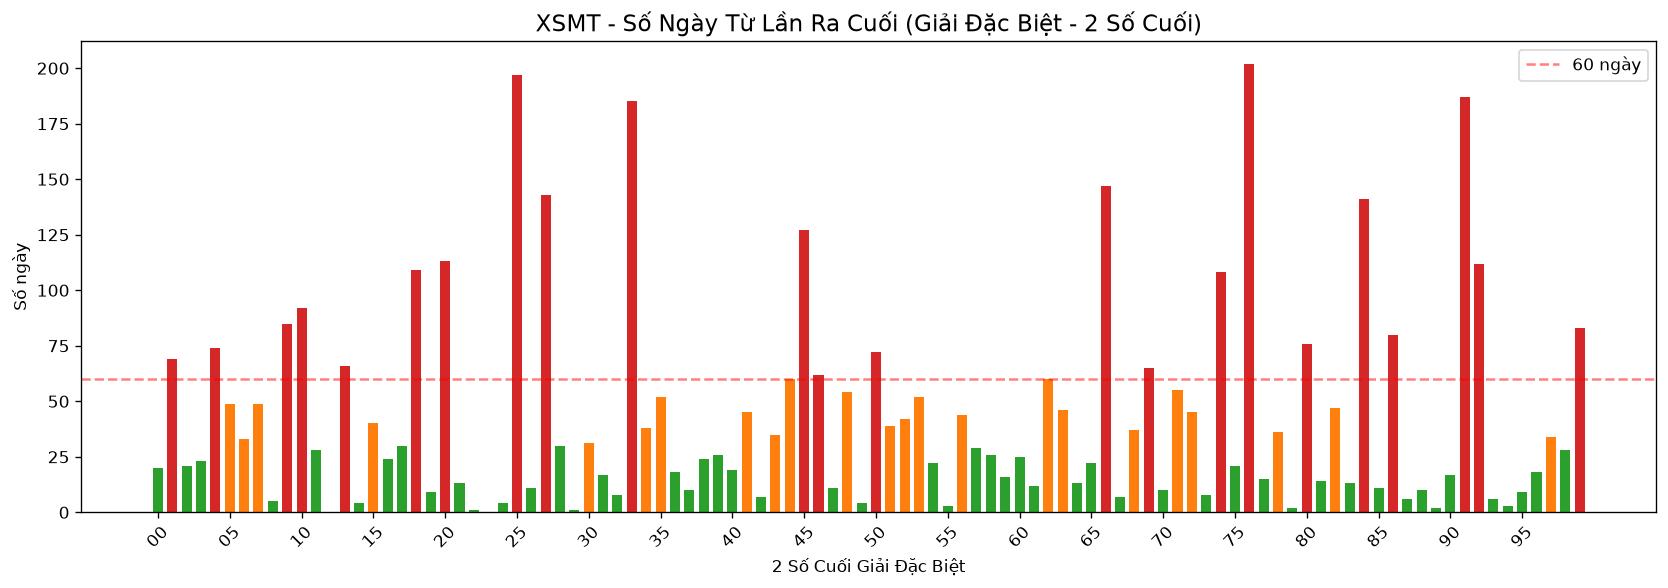 XSMT - Số Ngày Từ Lần Ra Cuối (Giải Đặc Biệt - 2 Số Cuối)
60 ngày
Số ngày
200
175
150
125
100
75
50
25
0
00 05 10 15 20 25 30 35 40 45 50 55 60 65 70 75 80 85 90 95
2 Số Cuối Giải Đặc Biệt